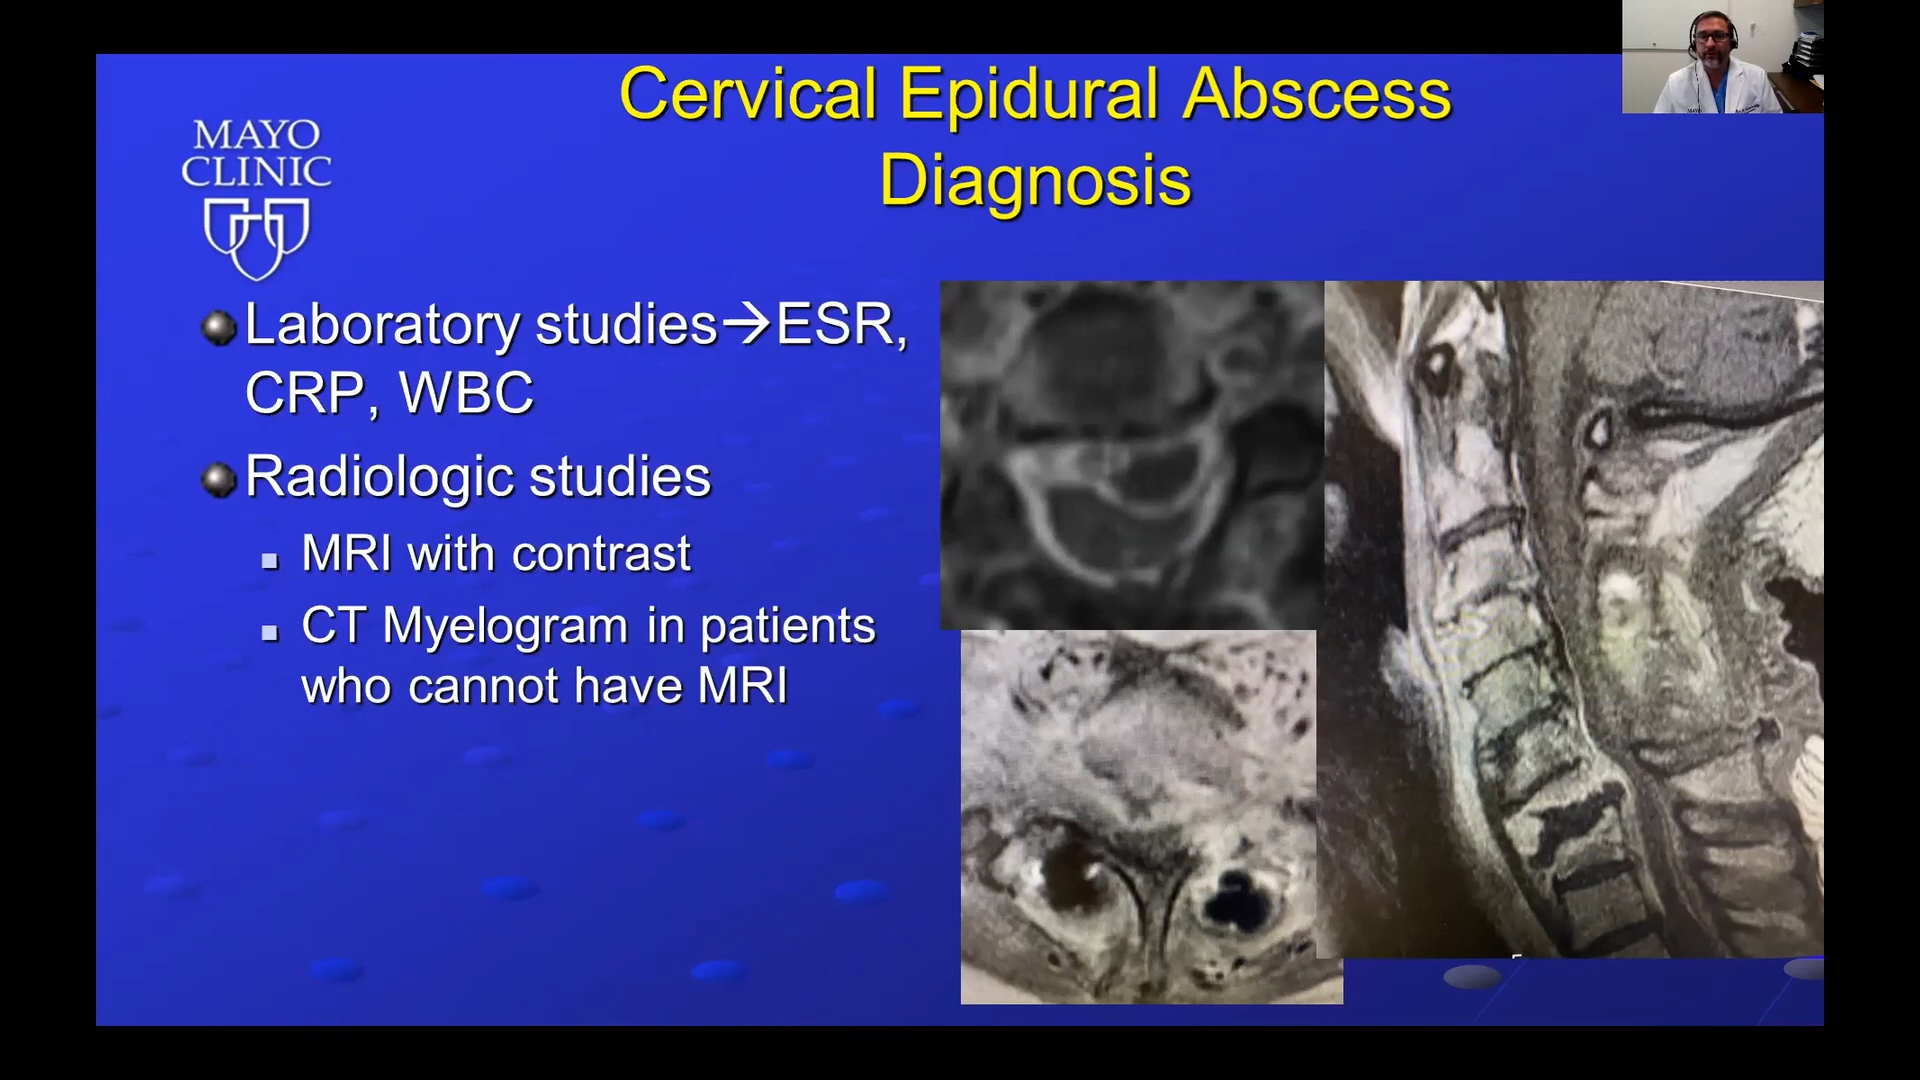 Cervical Epidural Abscess
Diagnosis
MAYO
CLINIC
Laboratory studies→ESR,
CRP, WBC
Radiologic studies
MRI with contrast
CT Myelogram in patients
who cannot have MRI